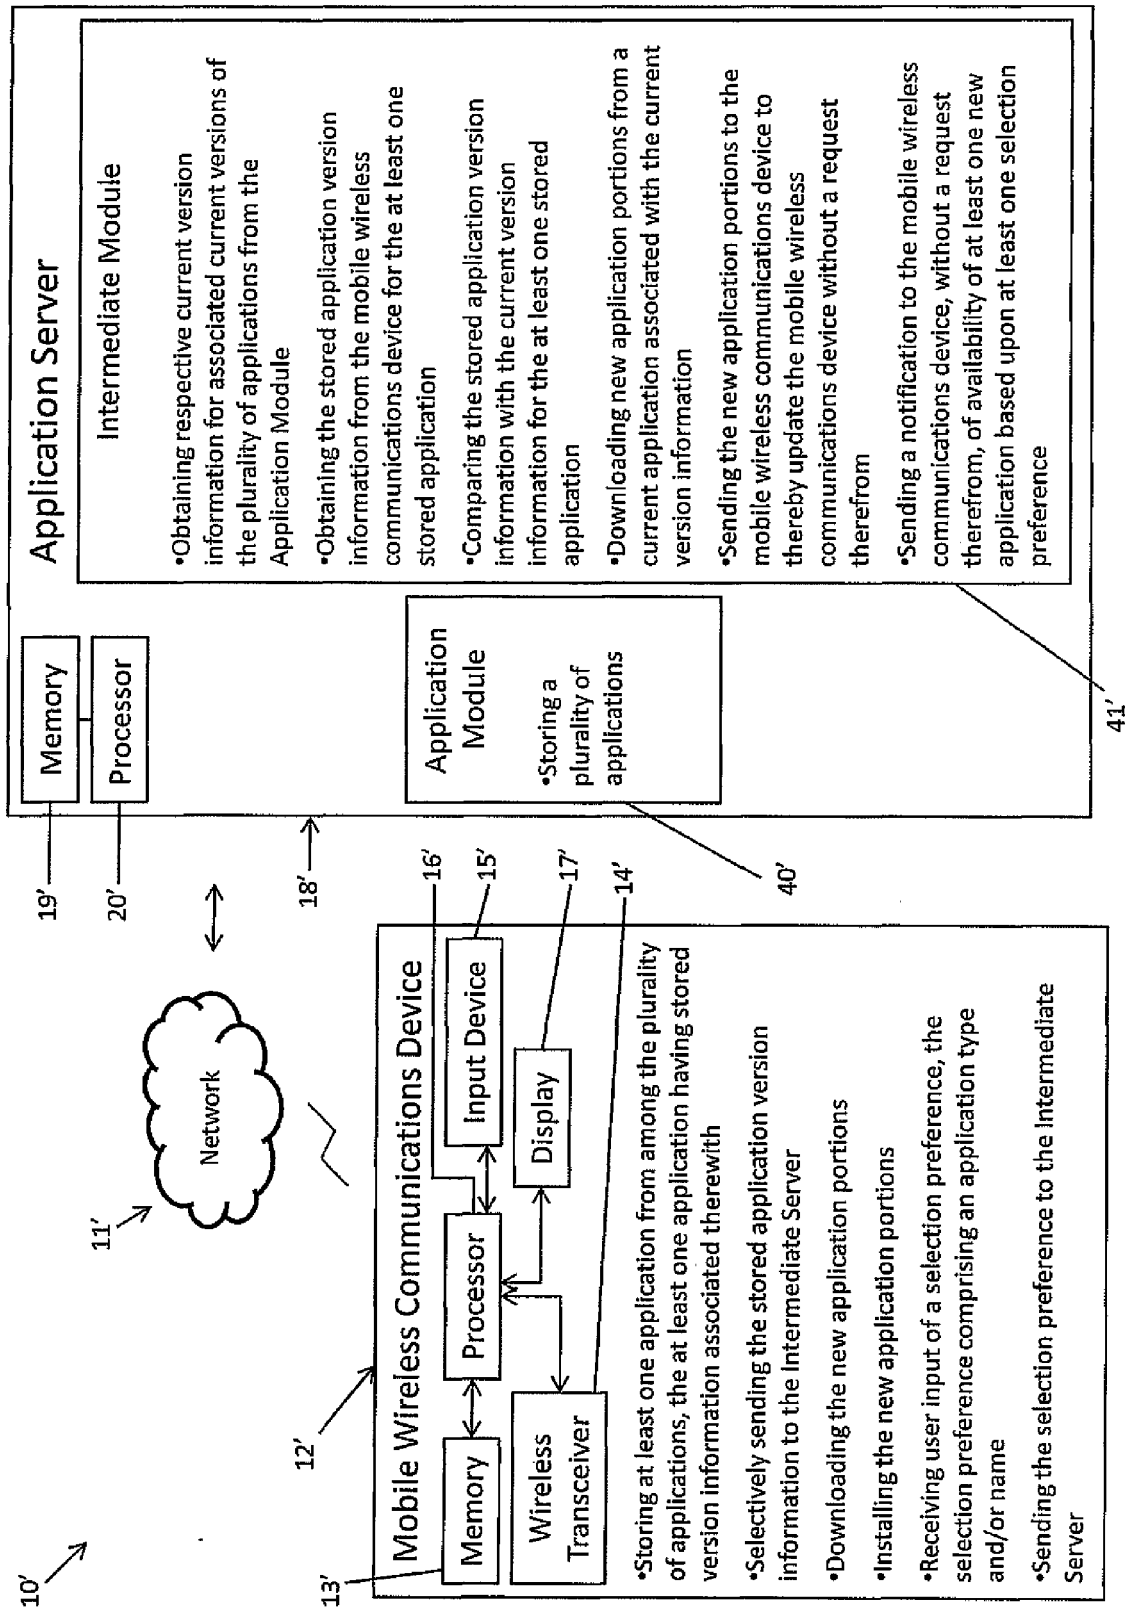 10'
11'
Network
12'
Mobile Wireless Communications Device
13'
Memory
Processor
16'
Input Device
15'
Wireless
Transceiver
Display
17'
14'
•Storing at least one application from among the plurality
of applications, the at least one application having stored
version information associated therewith
•Selectively sending the stored application version
information to the Intermediate Server
•Downloading the new application portions
•Installing the new application portions
•Receiving user input of a selection preference, the
selection preference comprising an application type
and/or name
•Sending the selection preference to the Intermediate
Server
19'
Memory
20'
Processor
18'
Application Server
Application
Module
•Storing a
plurality of
applications
40'
Intermediate Module
•Obtaining respective current version
information for associated current versions of
the plurality of applications from the
Application Module
•Obtaining the stored application version
information from the mobile wireless
communications device for the at least one
stored application
•Comparing the stored application version
information with the current version
information for the at least one stored
application
•Downloading new application portions from a
current application associated with the current
version information
•Sending the new application portions to the
mobile wireless communications device to
thereby update the mobile wireless
communications device without a request
therefrom
•Sending a notification to the mobile wireless
communications device, without a request
therefrom, of availability of at least one new
application based upon at least one selection
preference
41'